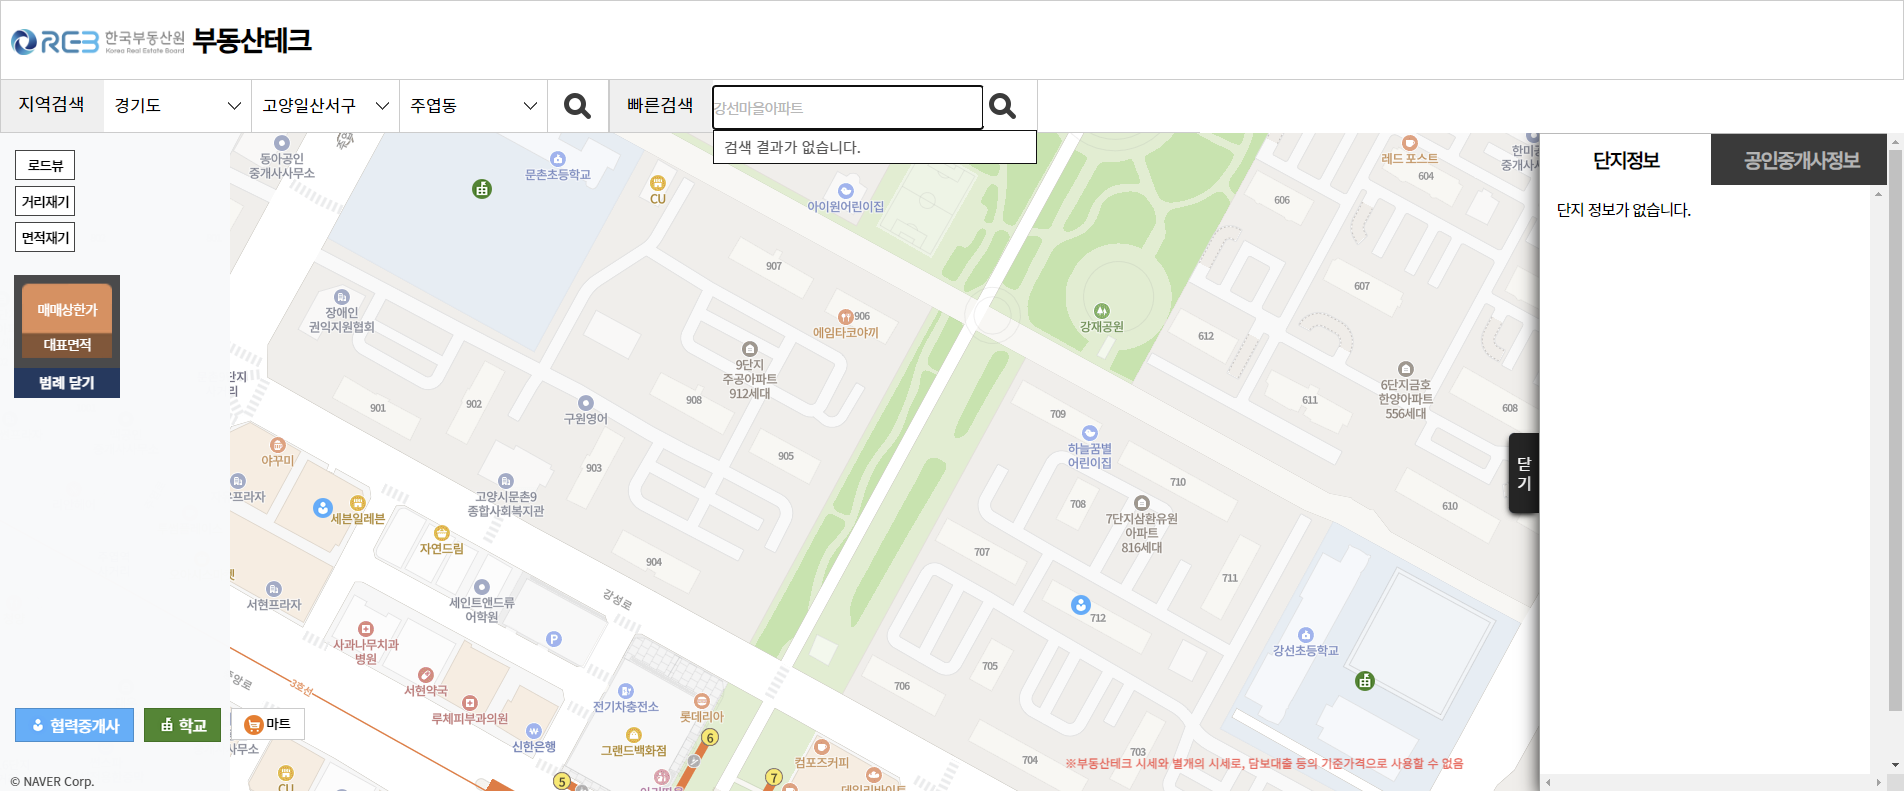 REB 한국부동산원 부동산테크
Korea Real Estate Board
지역검색 경기도 고양일산서구 주엽동 빠른검색 강선마을아파트
검색 결과가 없습니다.
로드뷰
거리재기
면적재기
매매상한가
대표면적
범례 닫기
동아공인
중개사사무소
문촌초등학교
CU
아이원어린이집
레드 포스트
604
606
607
907
장애인
권익지원협회
906
에임타코야끼
강재공원
612
9단지
주공아파트
912세대
6단지금호
한양아파트
556세대
단지
리
901
902
908
구원영어
709
611
608
하늘꿈별
어린이집
야꾸미
905
903
710
프라자
고양시문촌9
종합사회복지관
세븐일레븐
708
7단지삼환유원
아파트
816세대
610
자연드림
904
707
711
서현프라자
세인트앤드류
어학원
강성로
712
P
사과나무치과
병원
강선초등학교
705
706
3호선
서현약국
루체피부과의원
전기차충전소
롯데리아
신한은행
그랜드백화점
6
컴포즈커피
704
703
5
7
데일리바이트
CU
사무소
협력중개사
학교
마트
© NAVER Corp.
※부동산테크 시세와 별개의 시세로, 담보대출 등의 기준가격으로 사용할 수 없음
닫
기
단지정보 공인중개사정보
단지 정보가 없습니다.